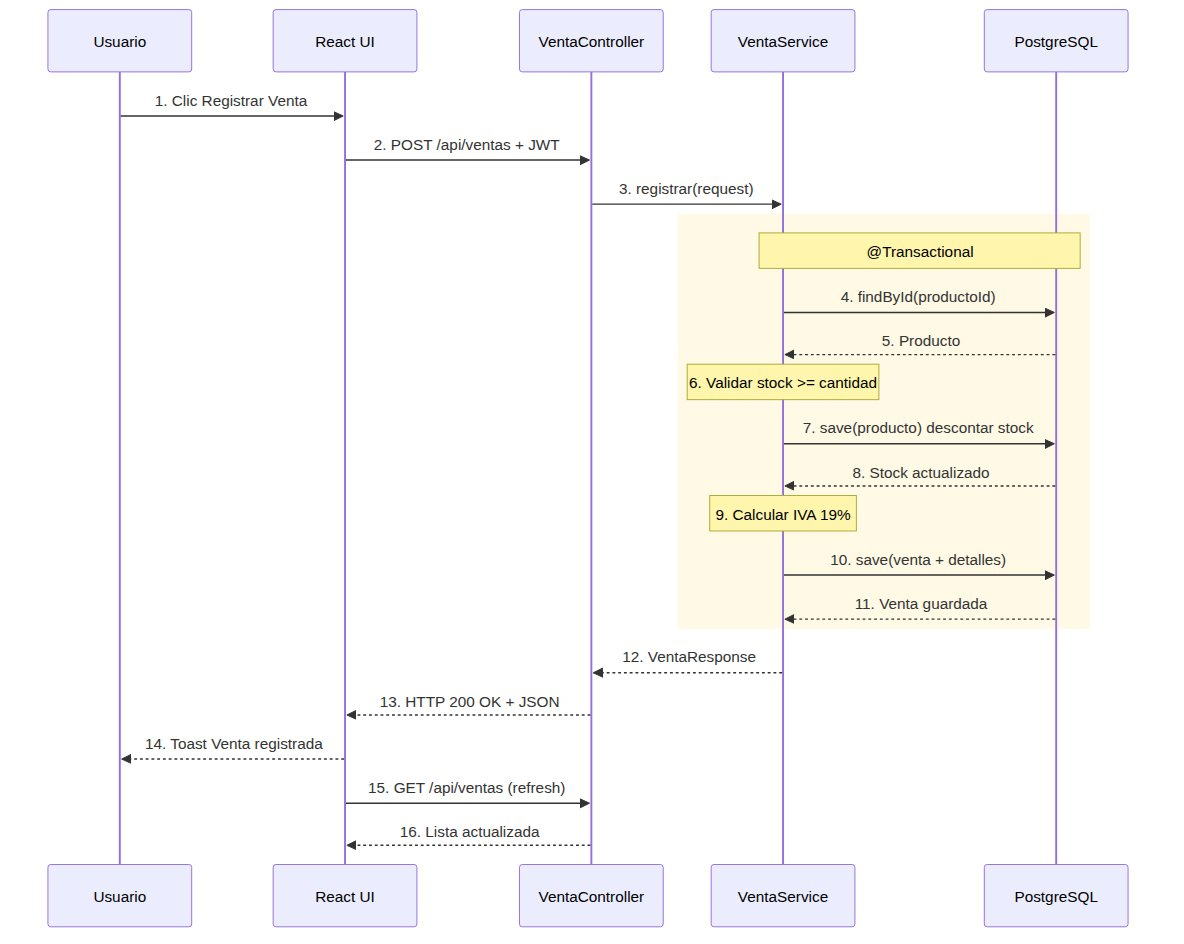 Usuario
React UI
VentaController
VentaService
PostgreSQL
1. Clic Registrar Venta
2. POST /api/ventas + JWT
3. registrar(request)
@Transactional
4. findById(productoId)
5. Producto
6. Validar stock >= cantidad
7. save(producto) descontar stock
8. Stock actualizado
9. Calcular IVA 19%
10. save(venta + detalles)
11. Venta guardada
12. VentaResponse
13. HTTP 200 OK + JSON
14. Toast Venta registrada
15. GET /api/ventas (refresh)
16. Lista actualizada
Usuario
React UI
VentaController
VentaService
PostgreSQL